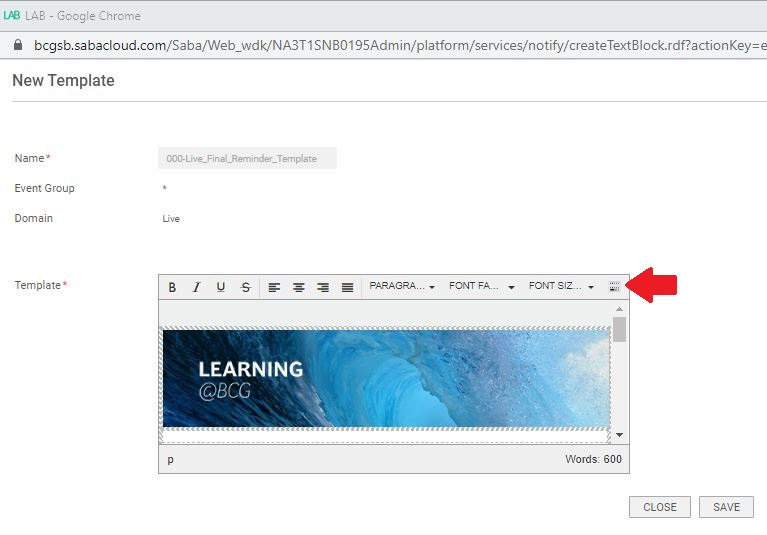 LAB LAB - Google Chrome
bcgsb.sabacloud.com/Saba/Web_wdk/NA3T1SNB0195Admin/platform/services/notify/createTextBlock.rdf?actionKey=e
New Template
Name* 000-Live_Final_Reminder_Template
Event Group *
Domain Live
Template* B I U S PARAGRA... FONT FA... FONT SIZ...
LEARNING
@BCG
p Words: 600
CLOSE SAVE